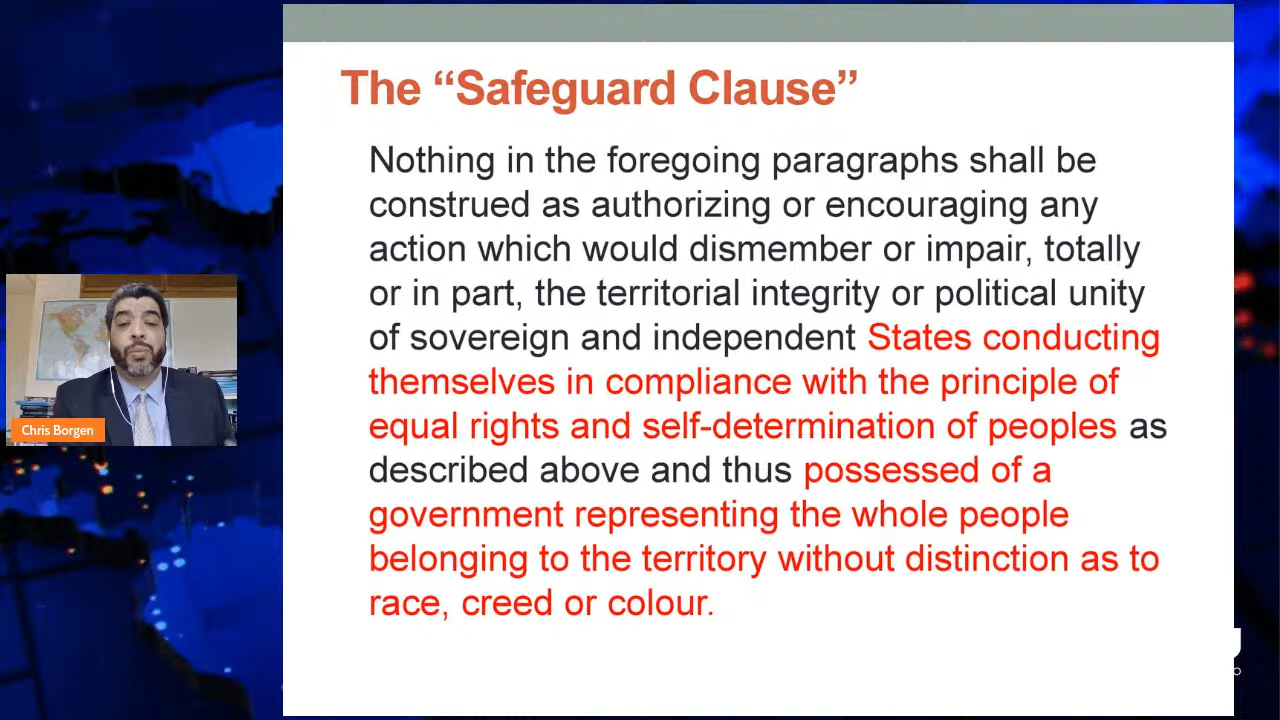 The “Safeguard Clause”
Nothing in the foregoing paragraphs shall be
construed as authorizing or encouraging any
action which would dismember or impair, totally
or in part, the territorial integrity or political unity
of sovereign and independent States conducting
themselves in compliance with the principle of
equal rights and self-determination of peoples as
described above and thus possessed of a
government representing the whole people
belonging to the territory without distinction as to
race, creed or colour.
Chris Borgen